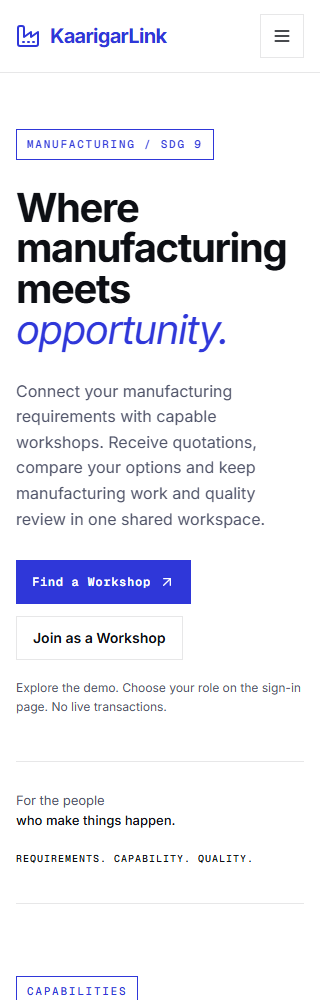 KaarigarLink
MANUFACTURING / SDG 9
Where
manufacturing
meets
opportunity.
Connect your manufacturing
requirements with capable
workshops. Receive quotations,
compare your options and keep
manufacturing work and quality
review in one shared workspace.
Find a Workshop
Join as a Workshop
Explore the demo. Choose your role on the sign-in
page. No live transactions.
For the people
who make things happen.
REQUIREMENTS. CAPABILITY. QUALITY.
CAPABILITIES